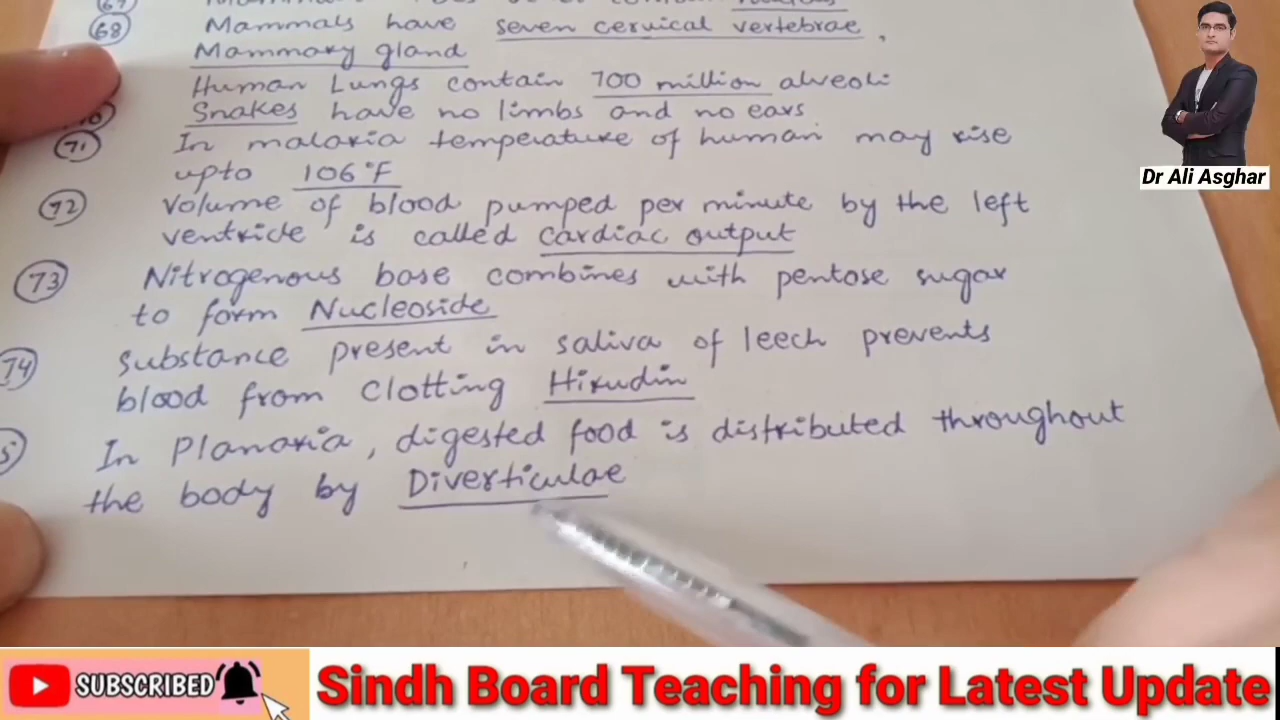 68 Mammals have seven cervical vertebrae,
Mammary gland
Human Lungs contain 700 million alveoli
Snakes have no limbs and no ears
71 In malaria temperature of human may rise
upto 106°F
72 Volume of blood pumped per minute by the left
ventricle is called cardiac output
73 Nitrogenous base combines with pentose sugar
to form Nucleoside
74 Substance present in saliva of leech prevents
blood from Clotting Hirudin
In Planaria, digested food is distributed throughout
the body by Diverticulae
Dr Ali Asghar
SUBSCRIBED
Sindh Board Teaching for Latest Update